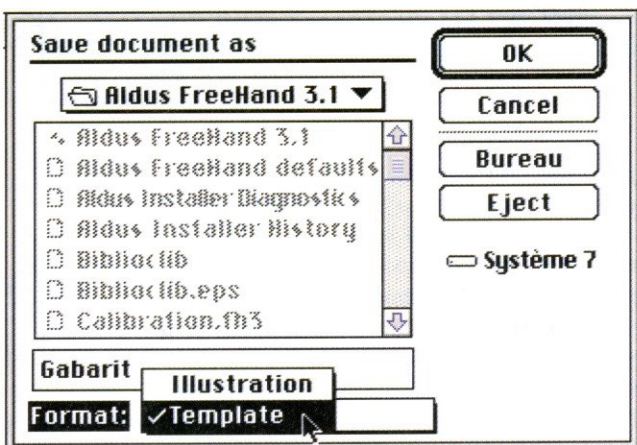 Save document as
Aldus FreeHand 3.1
Aldus FreeHand 3.1
Aldus FreeHand defaults
Aldus Installer Diagnostics
Aldus Installer History
Biblioclib
Biblioclib.eps
Calibration.fh3
OK
Cancel
Bureau
Eject
Système 7
Gabarit
Illustration
Format: ✓Template